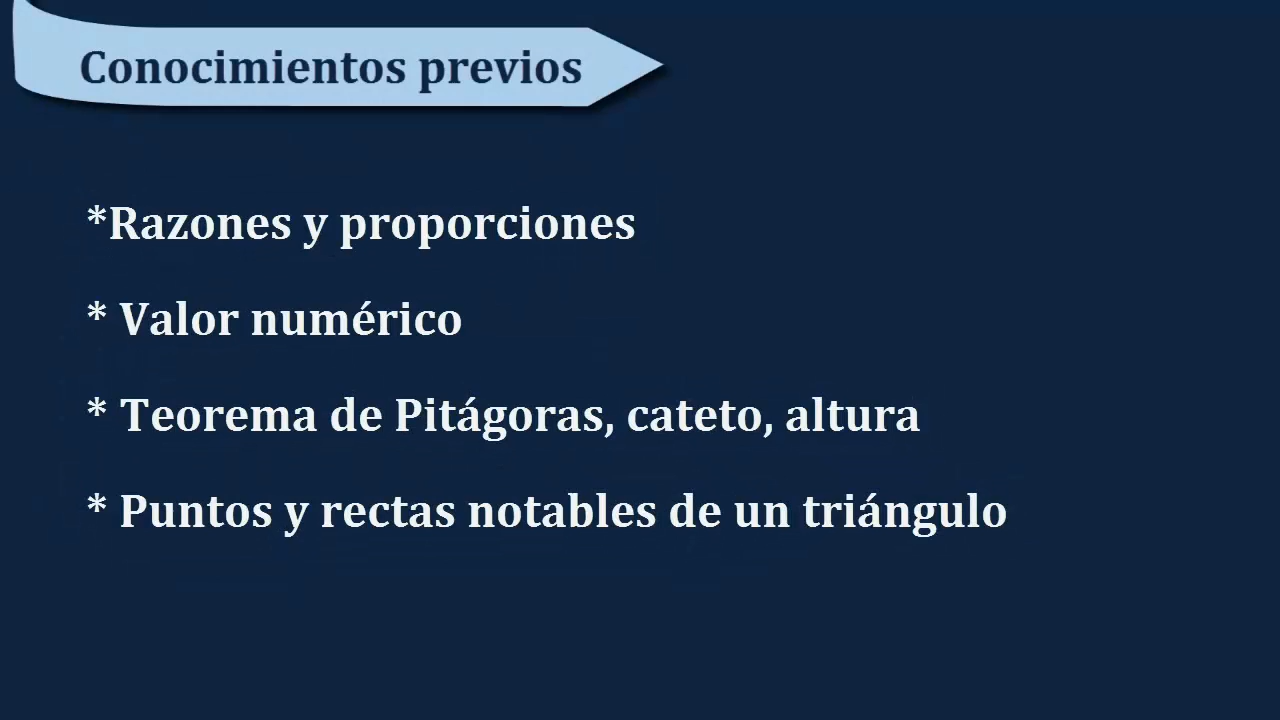 Conocimientos previos
*Razones y proporciones
* Valor numérico
* Teorema de Pitágoras, cateto, altura
* Puntos y rectas notables de un triángulo